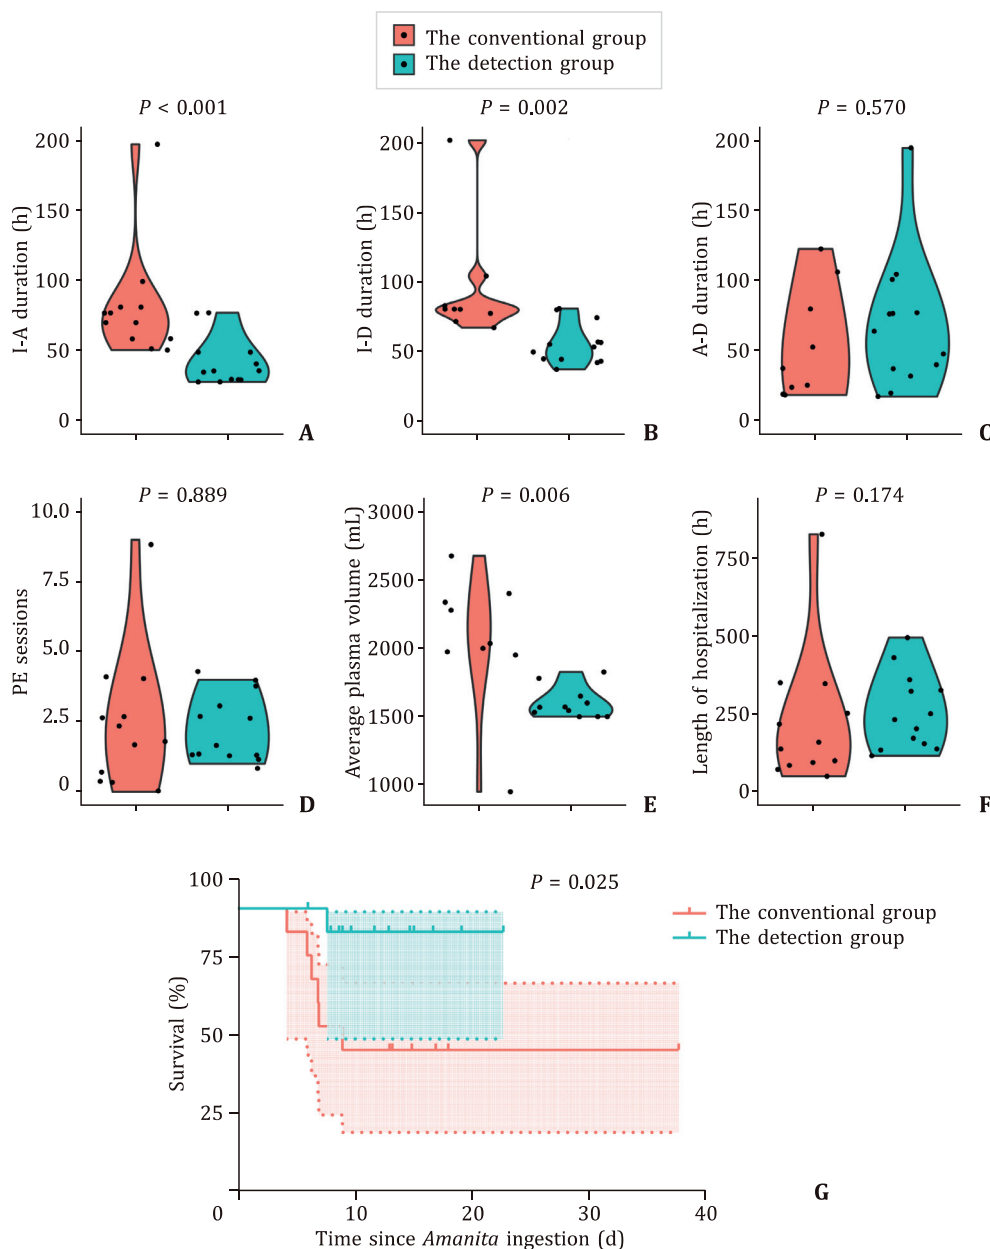 The conventional group
The detection group
P < 0.001
I-A duration (h)
200
150
100
50
0
A
P = 0.002
I-D duration (h)
200
150
100
50
0
B
P = 0.570
A-D duration (h)
200
150
100
50
0
C
P = 0.889
PE sessions
10.0
7.5
5.0
2.5
0
D
P = 0.006
Average plasma volume (mL)
3000
2500
2000
1500
1000
E
P = 0.174
Length of hospitalization (h)
750
500
250
0
F
P = 0.025
Survival (%)
100
75
50
25
0
10
20
30
40
Time since Amanita ingestion (d)
The conventional group
The detection group
G